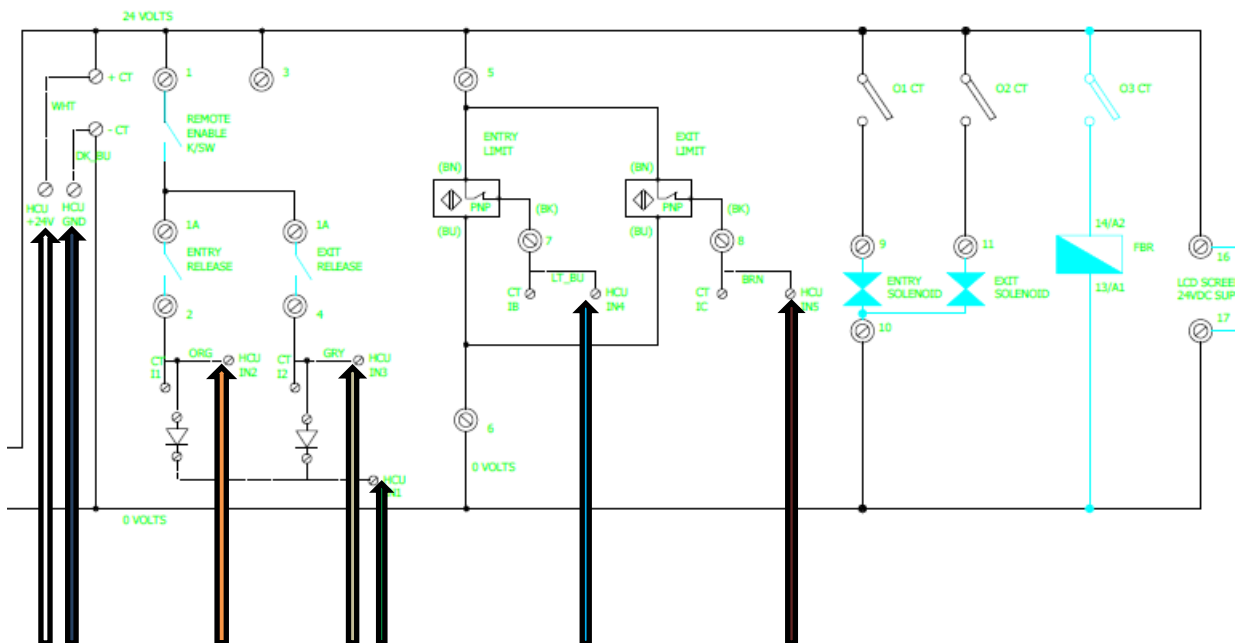 24 VOLTS
+ CT
1
3
5
WHT
REMOTE
ENABLE
K/SW
- CT
DK_BU
HCU
+24V
HCU
GND
1A
1A
ENTRY
RELEASE
EXIT
RELEASE
2
4
ORG
HCU
IN2
GRY
HCU
IN3
CT
I1
CT
I2
HCU
IN1
0 VOLTS
ENTRY
LIMIT
EXIT
LIMIT
(BN)
(BN)
PNP
PNP
(BK)
(BK)
(BU)
(BU)
7
8
LT_BU
BRN
CT
IB
HCU
IN4
CT
IC
HCU
IN5
6
0 VOLTS
O1 CT
O2 CT
O3 CT
9
11
14/A2
FBR
13/A1
16
ENTRY
SOLENOID
EXIT
SOLENOID
LCD SCREE
24VDC SUP
10
17